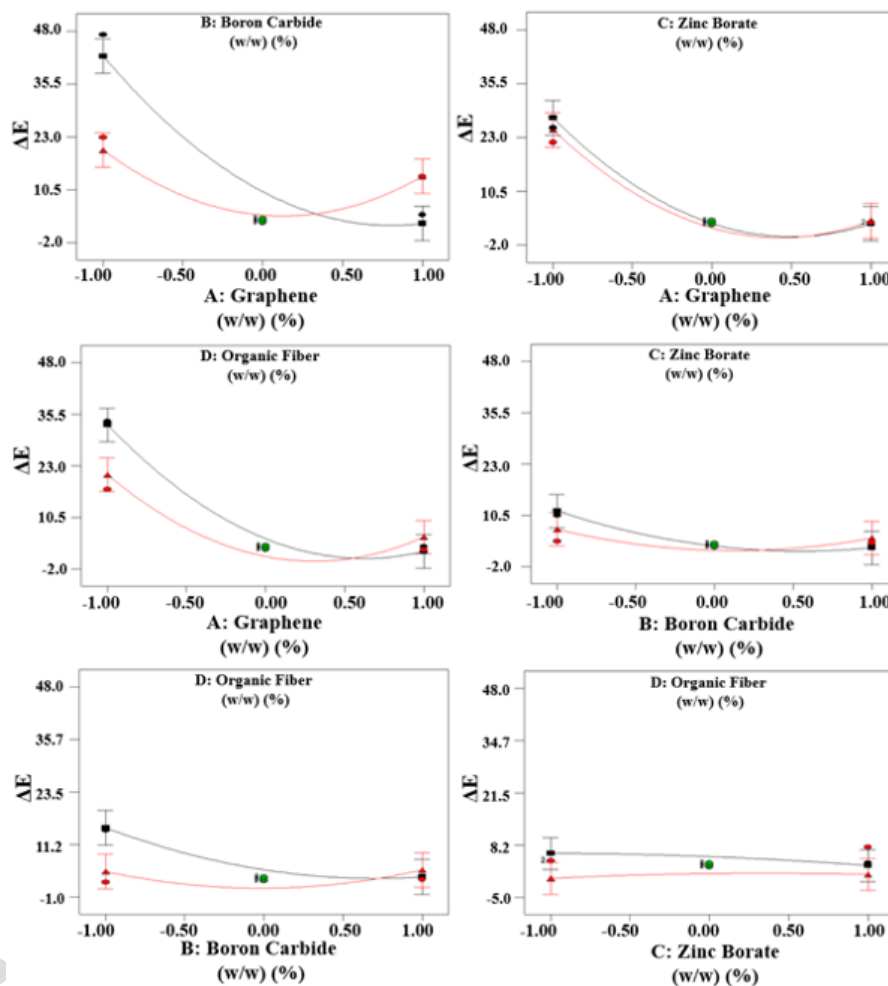 B: Boron Carbide
(w/w) (%)
48.0
35.5
23.0
10.5
-2.0
ΔE
-1.00 -0.50 0.00 0.50 1.00
A: Graphene
(w/w) (%)
C: Zinc Borate
(w/w) (%)
48.0
35.5
23.0
10.5
-2.0
ΔE
2
-1.00 -0.50 0.00 0.50 1.00
A: Graphene
(w/w) (%)
D: Organic Fiber
(w/w) (%)
48.0
35.5
23.0
10.5
-2.0
ΔE
-1.00 -0.50 0.00 0.50 1.00
A: Graphene
(w/w) (%)
C: Zinc Borate
(w/w) (%)
48.0
35.5
23.0
10.5
-2.0
ΔE
-1.00 -0.50 0.00 0.50 1.00
B: Boron Carbide
(w/w) (%)
D: Organic Fiber
(w/w) (%)
48.0
35.7
23.5
11.2
-1.0
ΔE
-1.00 -0.50 0.00 0.50 1.00
B: Boron Carbide
(w/w) (%)
D: Organic Fiber
(w/w) (%)
48.0
34.7
21.5
8.2
-5.0
ΔE
2
-1.00 -0.50 0.00 0.50 1.00
C: Zinc Borate
(w/w) (%)